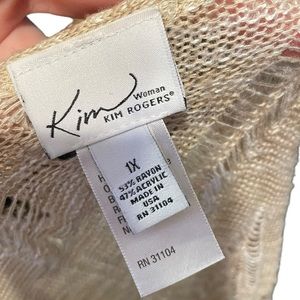 Kim Woman
KIM ROGERS®
1X
53% RAYON
47% ACRYLIC
MADE IN
USA
RN 31104
RN 31104